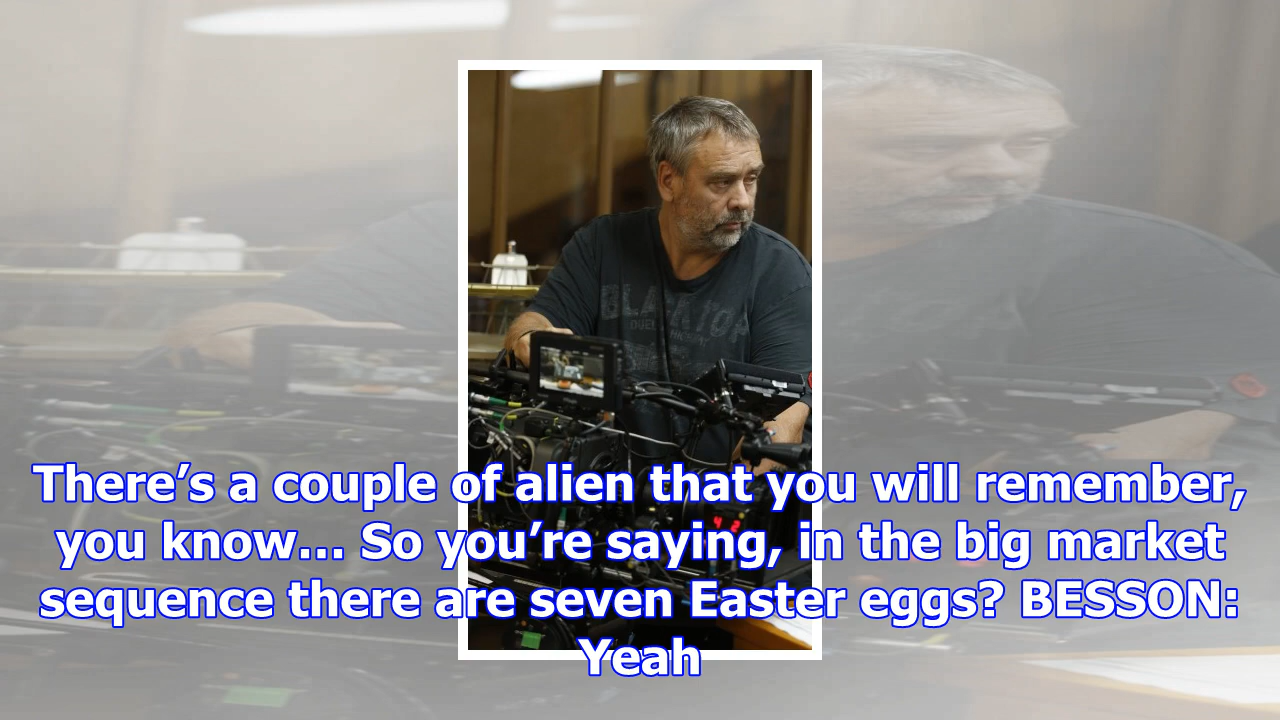 BLACKTOP
There’s a couple of alien that you will remember,
you know... So you’re saying, in the big market
sequence there are seven Easter eggs? BESSON:
Yeah